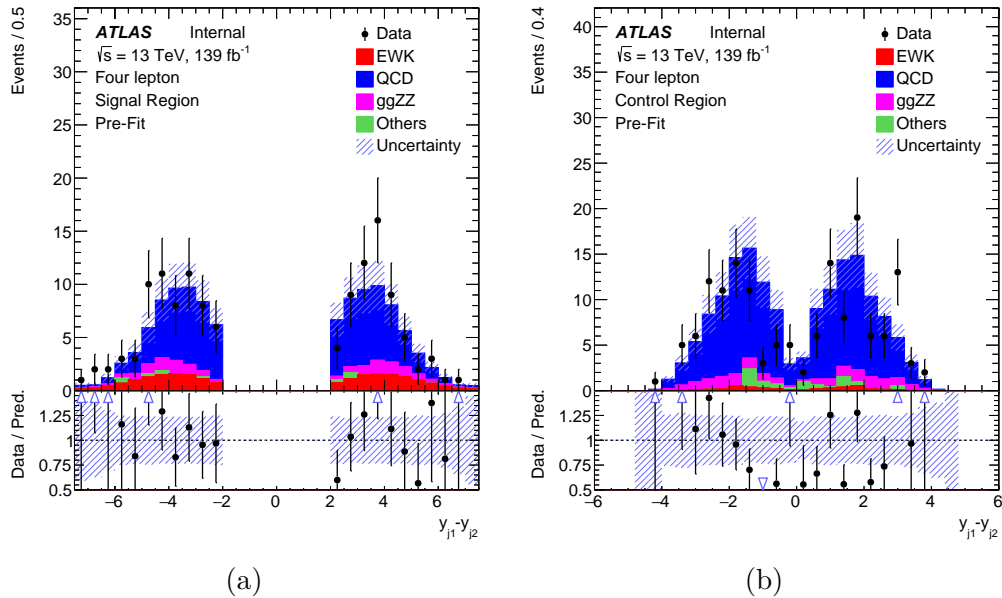 Events / 0.5
35
30
25
20
15
10
5
0
ATLAS Internal
√s = 13 TeV, 139 fb-1
Four lepton
Signal Region
Pre-Fit
Data
EWK
QCD
ggZZ
Others
Uncertainty
Data / Pred.
1.25
1
0.75
0.5
−6 −4 −2 0 2 4 6
yj1-yj2
(a)
Events / 0.4
40
35
30
25
20
15
10
5
0
ATLAS Internal
√s = 13 TeV, 139 fb-1
Four lepton
Control Region
Pre-Fit
Data
EWK
QCD
ggZZ
Others
Uncertainty
Data / Pred.
1.25
1
0.75
0.5
−6 −4 −2 0 2 4 6
yj1-yj2
(b)